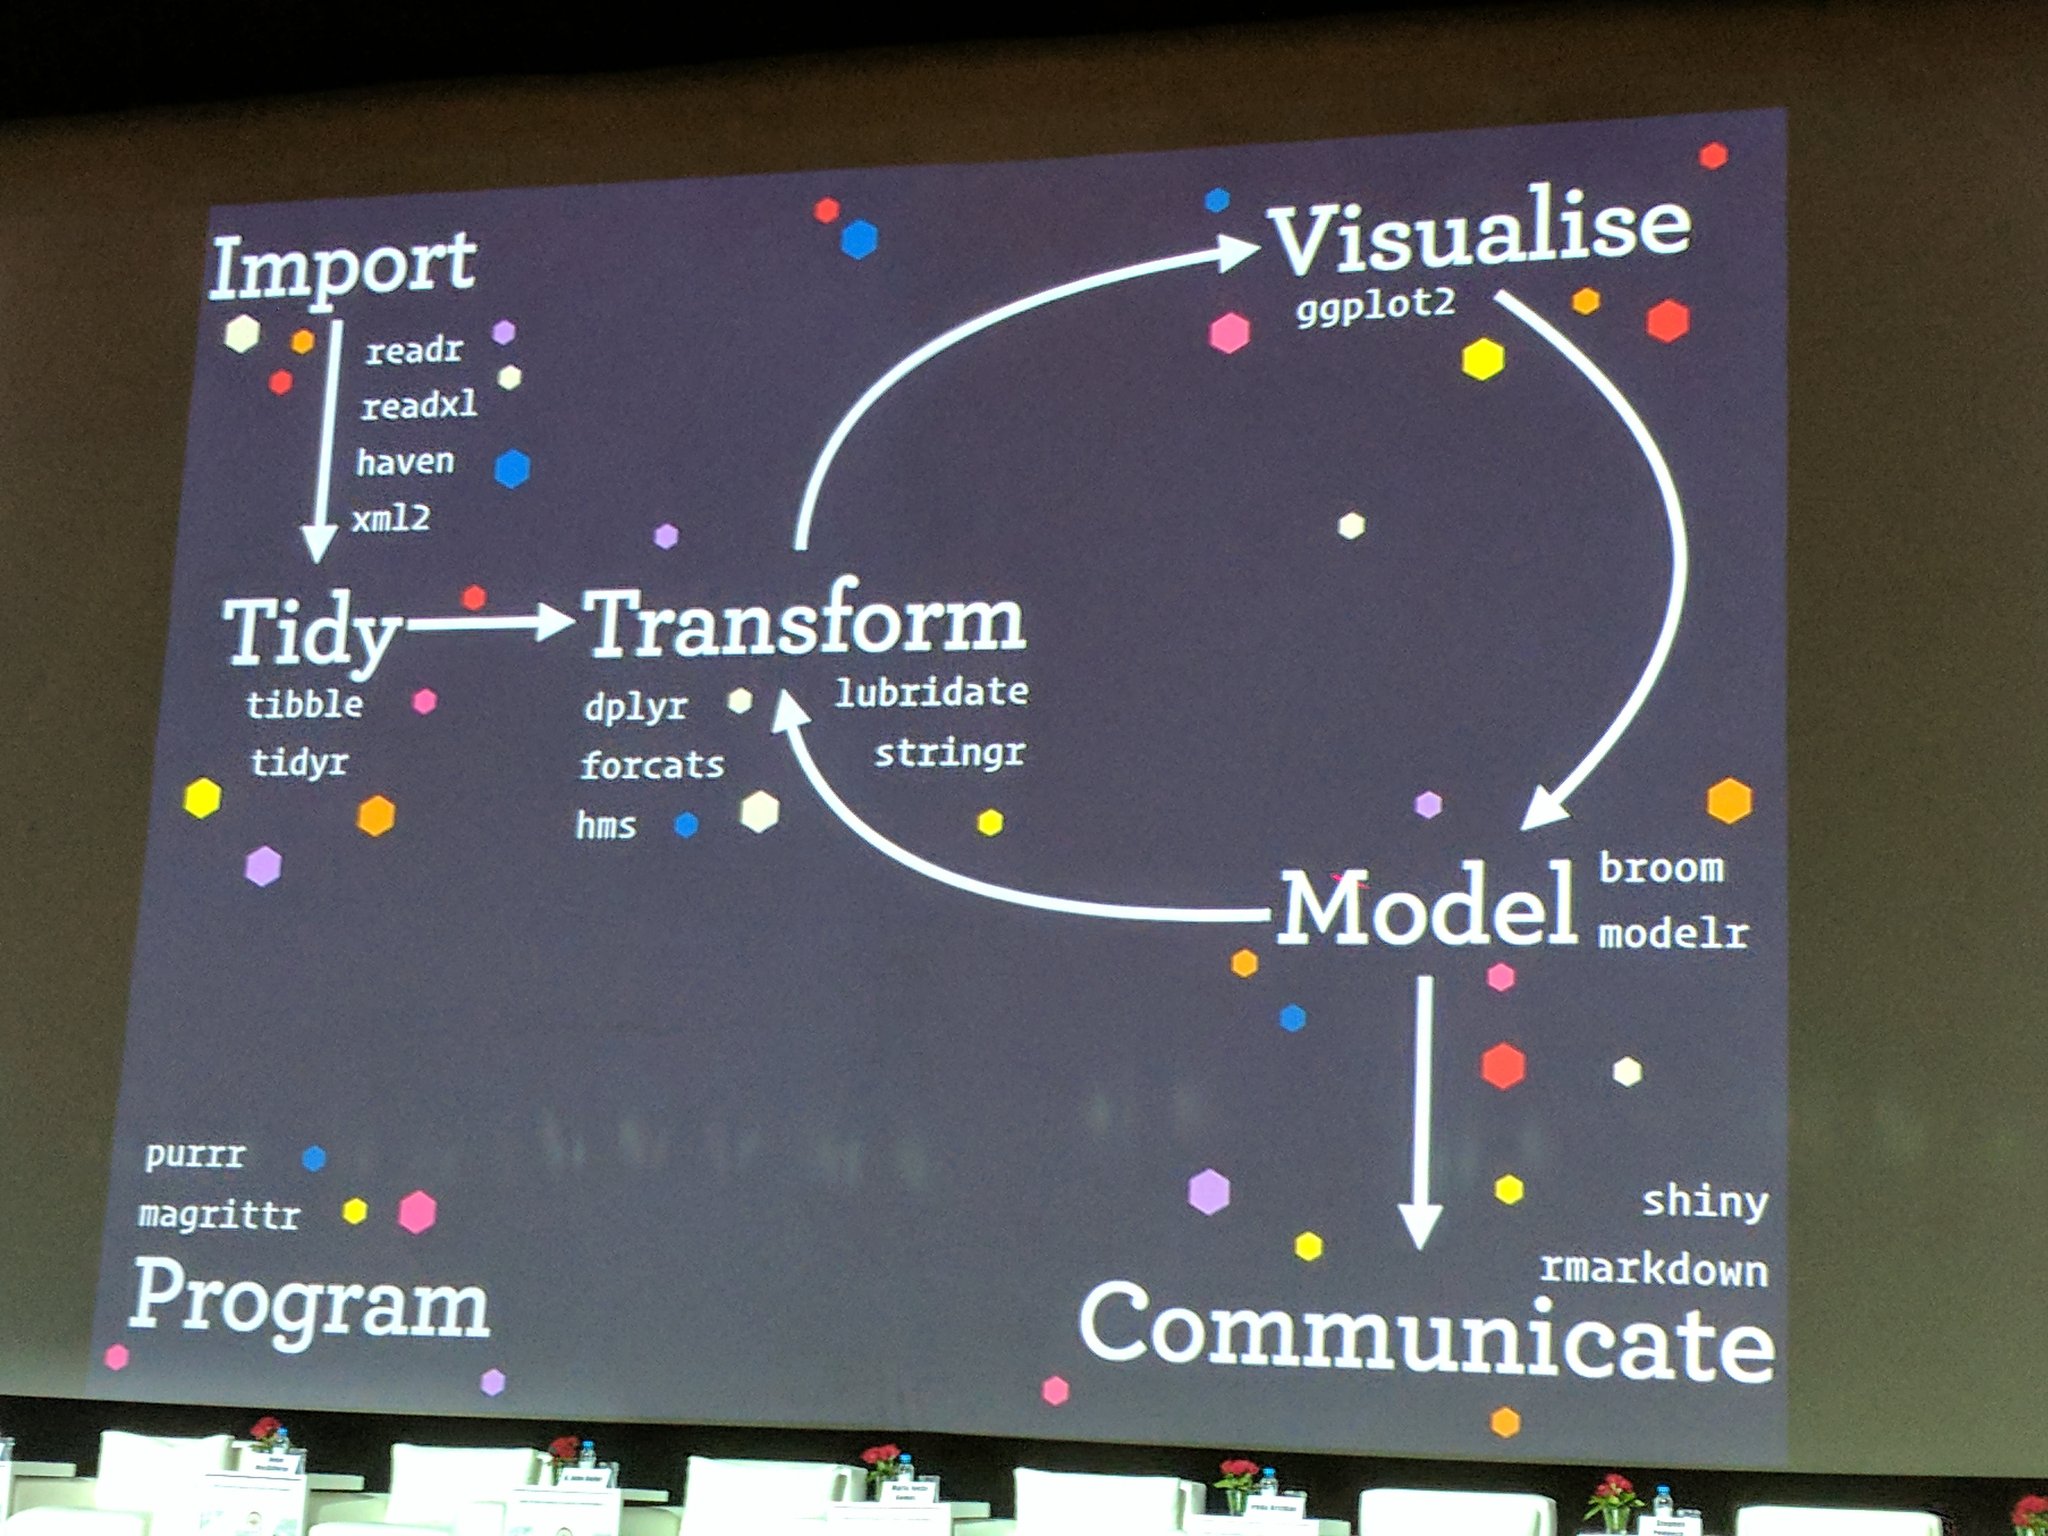 Import
readr
readxl
haven
xml2
Visualise
ggplot2
Tidy
tibble
tidyr
Transform
dplyr
forcats
hms
lubridate
stringr
Model
broom
modelr
purrr
magrittr
Program
shiny
rmarkdown
Communicate